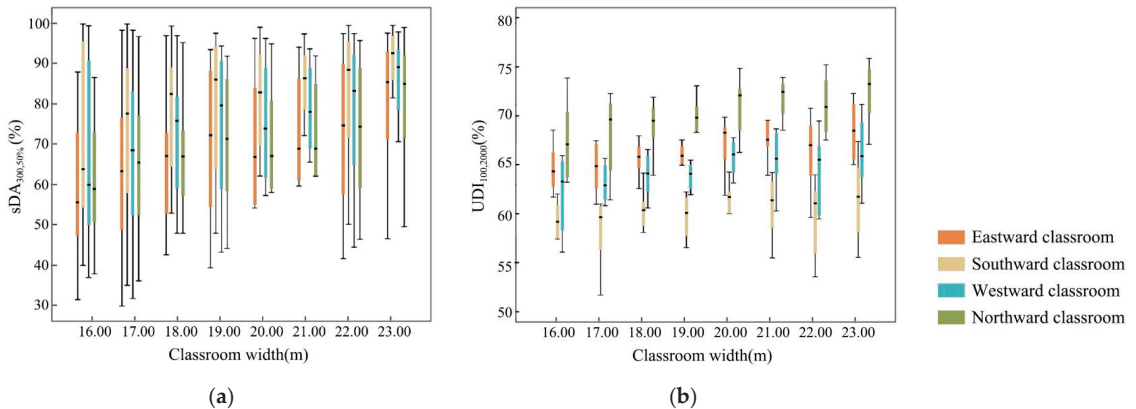 sDA300,50% (%)
100
90
80
70
60
50
40
30
16.00 17.00 18.00 19.00 20.00 21.00 22.00 23.00
Classroom width(m)
(a)
UDI100,2000(%)
80
75
70
65
60
55
50
16.00 17.00 18.00 19.00 20.00 21.00 22.00 23.00
Classroom width(m)
(b)
Eastward classroom
Southward classroom
Westward classroom
Northward classroom